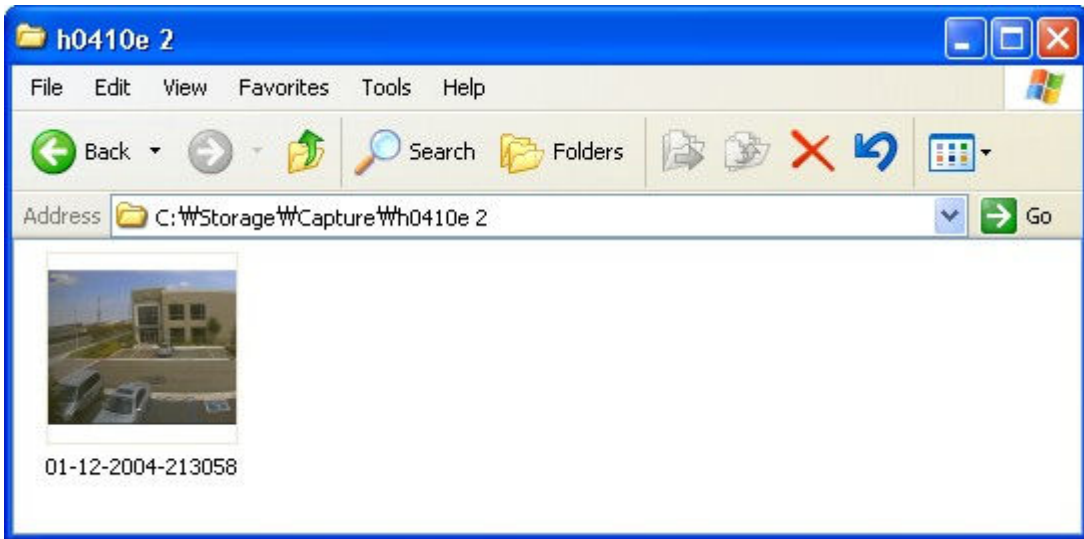 h0410e 2
File Edit View Favorites Tools Help
Back Search Folders
Address C:₩Storage₩Capture₩h0410e 2 Go
01-12-2004-213058